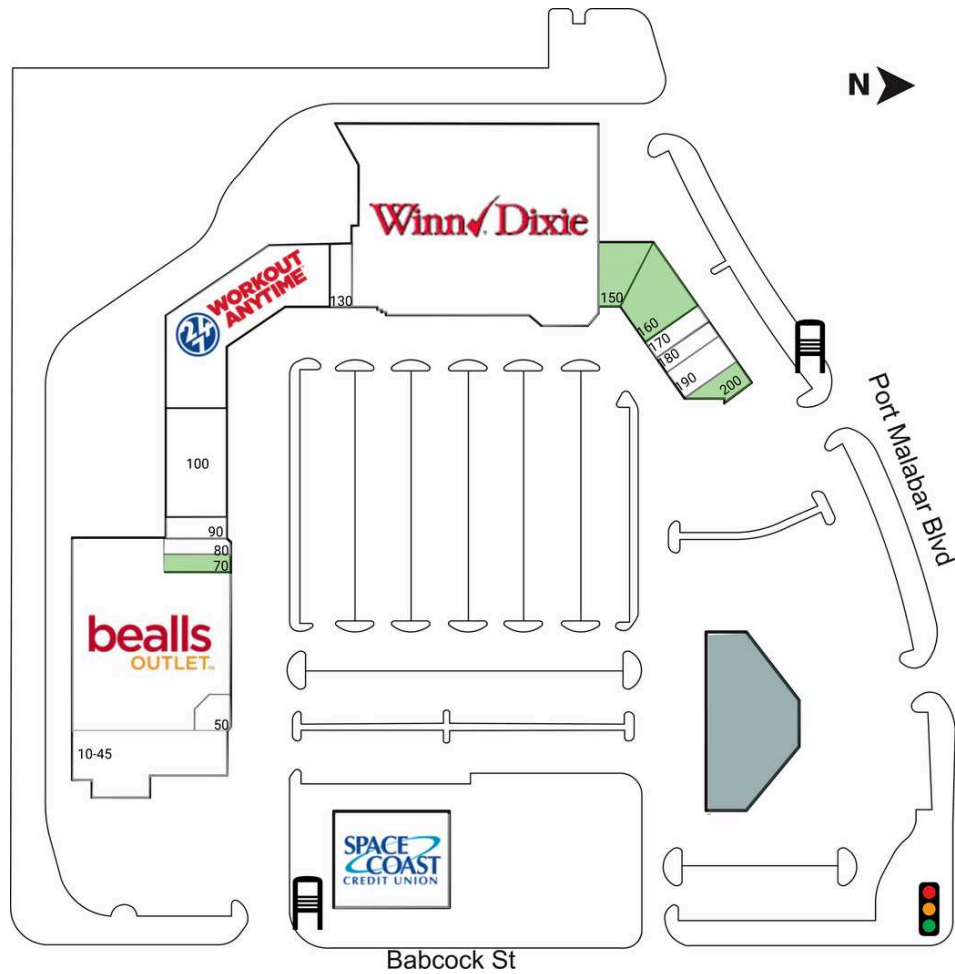 N
Winn Dixie
WORKOUT
ANYTIME
24
7
130
150
160
170
180
190
200
Port Malabar Blvd
100
90
80
70
bealls
OUTLET
50
10-45
SPACE
COAST
CREDIT UNION
Babcock St